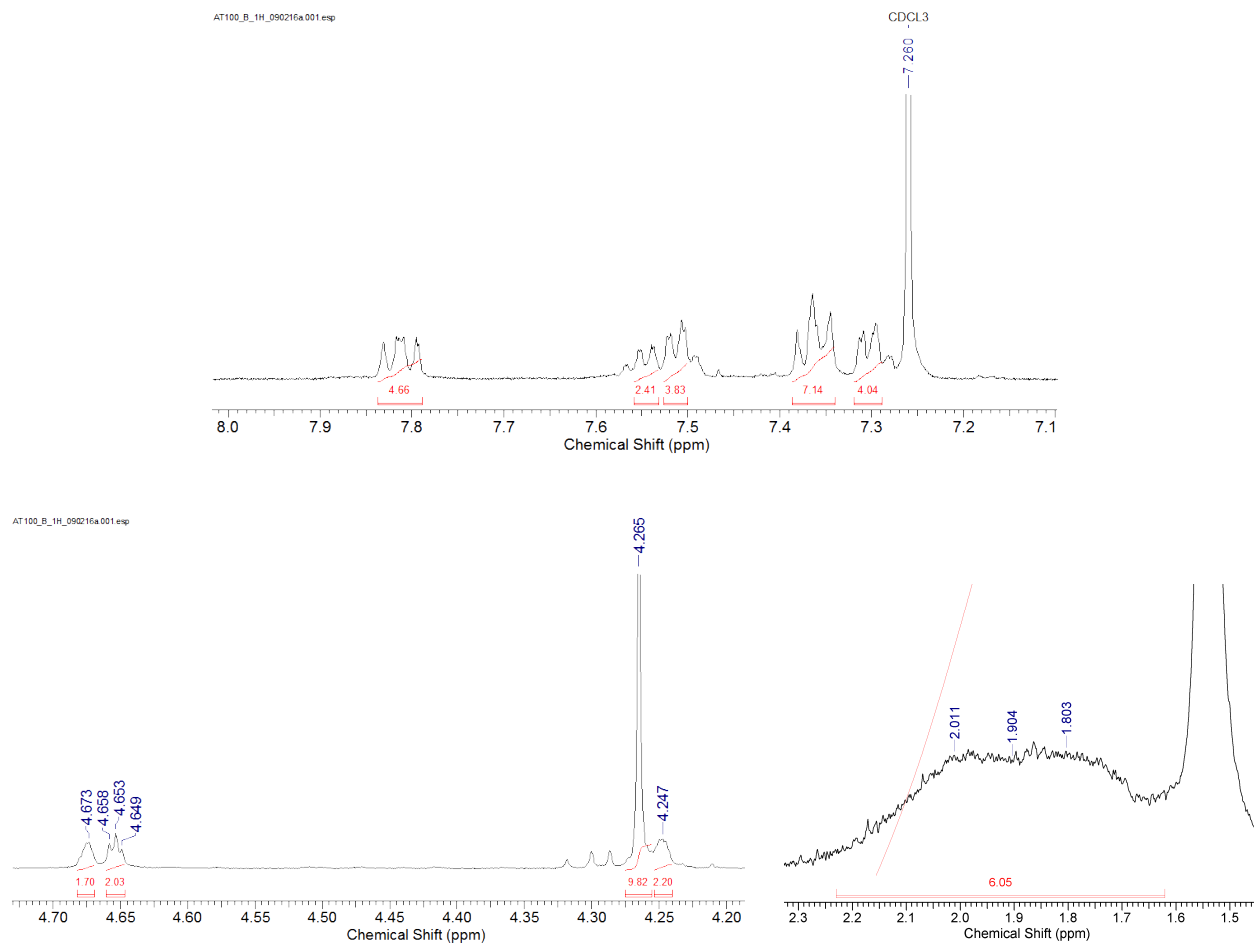 AT100_B_1H_090216a.001.esp
CDCL3
7.260
4.66
2.41
3.83
7.14
4.04
8.0 7.9 7.8 7.7 7.6 7.5 7.4 7.3 7.2 7.1
Chemical Shift (ppm)
AT100_B_1H_090216a.001.esp
4.673
4.658
4.653
4.649
4.265
4.247
1.70
2.03
9.82
2.20
4.70 4.65 4.60 4.55 4.50 4.45 4.40 4.35 4.30 4.25 4.20
Chemical Shift (ppm)
2.011
1.904
1.803
6.05
2.3 2.2 2.1 2.0 1.9 1.8 1.7 1.6 1.5
Chemical Shift (ppm)